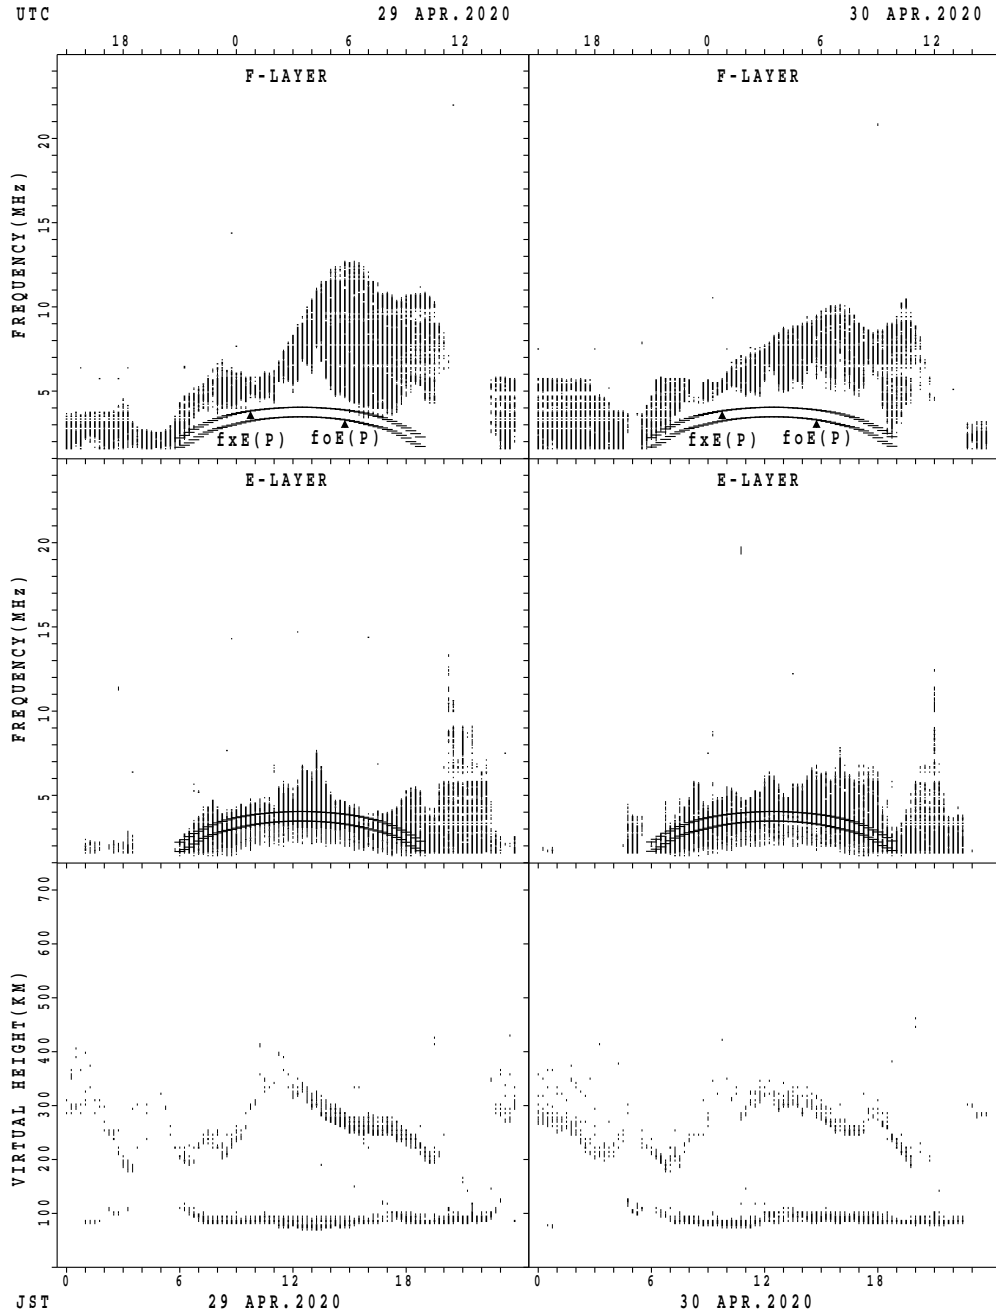 UTC 29 APR.2020 30 APR.2020
18 0 6 12 18 0 6 12
F-LAYER F-LAYER
FREQUENCY(MHz)
20
15
10
5
fxE(P) foE(P) fxE(P) foE(P)
E-LAYER E-LAYER
FREQUENCY(MHz)
20
15
10
5
VIRTUAL HEIGHT(KM)
700
600
500
400
300
200
100
0 6 12 18 0 6 12 18
JST 29 APR.2020 30 APR.2020